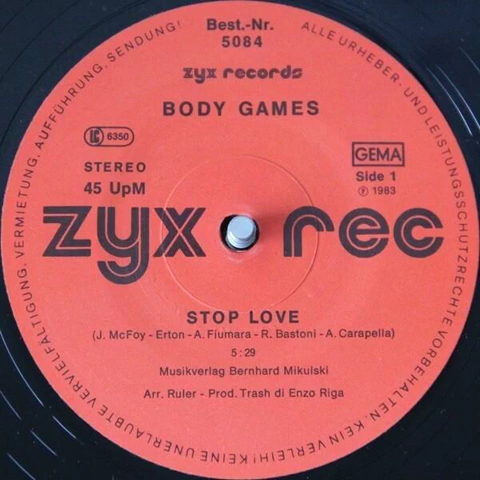 Best.-Nr.
5084
zyx records
BODY GAMES
LC 6350
STEREO
45 UpM
GEMA
Side 1
Ⓟ 1983
zyx rec
STOP LOVE
(J. McFoy - Erton - A. Fiumara - R. Bastoni - A. Carapella)
5:29
Musikverlag Bernhard Mikulski
Arr. Ruler - Prod. Trash di Enzo Riga
ALLE URHEBER- UND LEISTUNGSSCHUTZRECHTE VORBEHALTEN. KEIN VERLEIH! KEINE UNERLAUBTE VERVIELFÄLTIGUNG, VERMIETUNG, AUFFÜHRUNG, SENDUNG!